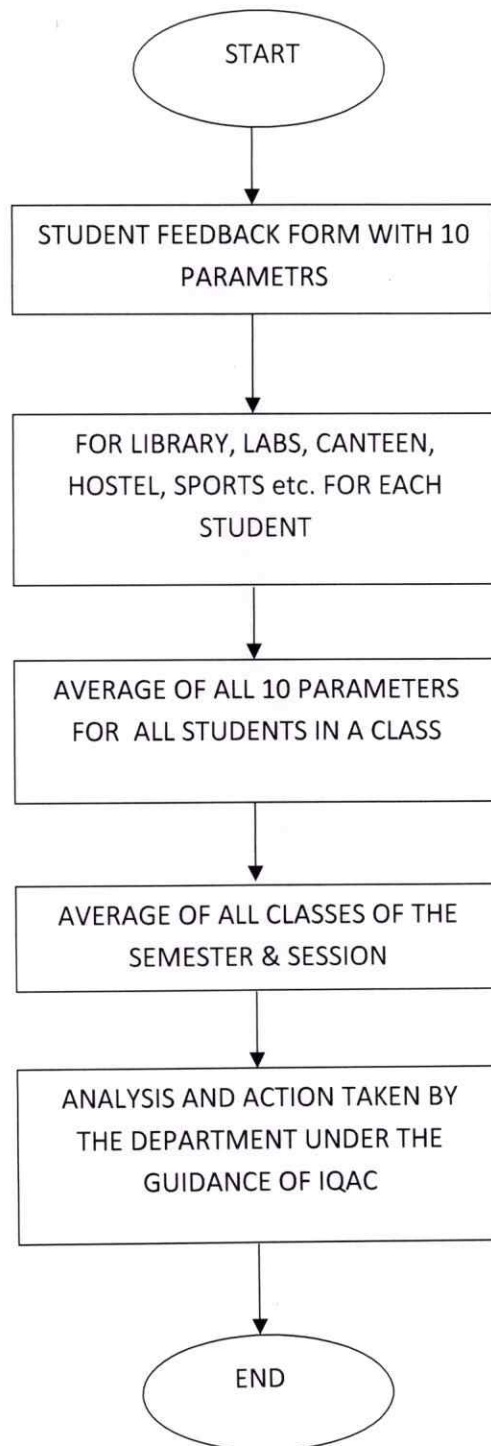 START
STUDENT FEEDBACK FORM WITH 10
PARAMETRS
FOR LIBRARY, LABS, CANTEEN,
HOSTEL, SPORTS etc. FOR EACH
STUDENT
AVERAGE OF ALL 10 PARAMETERS
FOR ALL STUDENTS IN A CLASS
AVERAGE OF ALL CLASSES OF THE
SEMESTER & SESSION
ANALYSIS AND ACTION TAKEN BY
THE DEPARTMENT UNDER THE
GUIDANCE OF IQAC
END